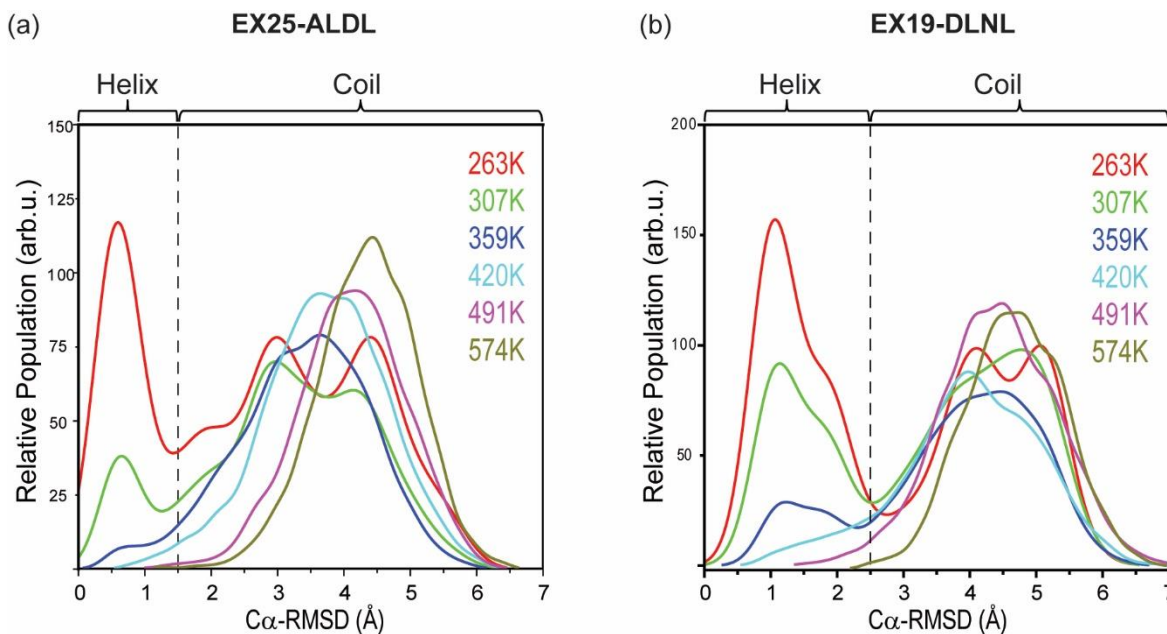 (a) EX25-ALDL
Helix Coil
150
125
100
75
50
25
Relative Population (arb.u.)
263K
307K
359K
420K
491K
574K
0 1 2 3 4 5 6 7
Cα-RMSD (Å)
(b) EX19-DLNL
Helix Coil
200
150
100
50
Relative Population (arb.u.)
263K
307K
359K
420K
491K
574K
0 1 2 3 4 5 6 7
Cα-RMSD (Å)